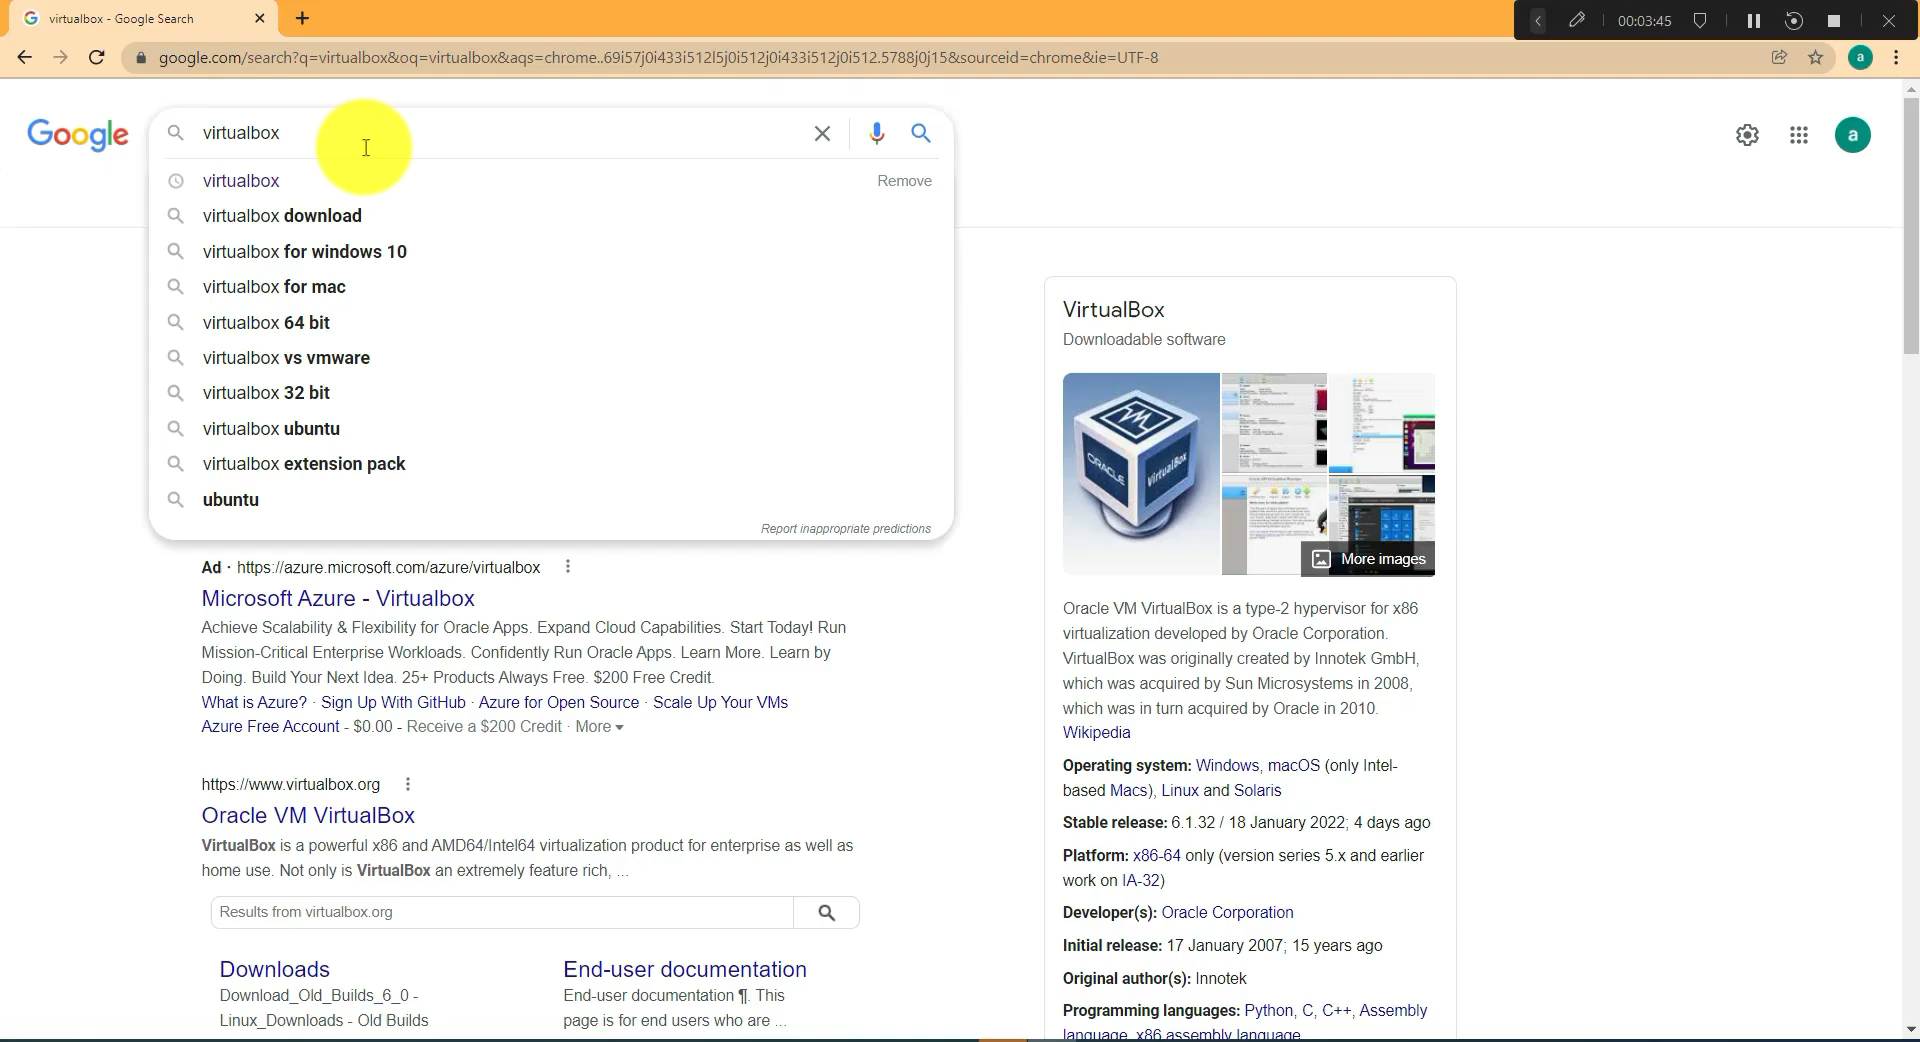 virtualbox - Google Search
00:03:45
google.com/search?q=virtualbox&oq=virtualbox&aqs=chrome..69i57j0i433i512l5j0i512j0i433i512j0i512.5788j0j15&sourceid=chrome&ie=UTF-8
a
Google
virtualbox
a
virtualbox
Remove
virtualbox download
virtualbox for windows 10
virtualbox for mac
virtualbox 64 bit
virtualbox vs vmware
virtualbox 32 bit
virtualbox ubuntu
virtualbox extension pack
ubuntu
Report inappropriate predictions
Ad · https://azure.microsoft.com/azure/virtualbox
Microsoft Azure - Virtualbox
Achieve Scalability & Flexibility for Oracle Apps. Expand Cloud Capabilities. Start Today! Run
Mission-Critical Enterprise Workloads. Confidently Run Oracle Apps. Learn More. Learn by
Doing. Build Your Next Idea. 25+ Products Always Free. $200 Free Credit.
What is Azure? · Sign Up With GitHub · Azure for Open Source · Scale Up Your VMs
Azure Free Account - $0.00 - Receive a $200 Credit · More
https://www.virtualbox.org
Oracle VM VirtualBox
VirtualBox is a powerful x86 and AMD64/Intel64 virtualization product for enterprise as well as
home use. Not only is VirtualBox an extremely feature rich, ...
Results from virtualbox.org
Downloads
Download_Old_Builds_6_0 -
Linux_Downloads - Old Builds
End-user documentation
End-user documentation ¶. This
page is for end users who are ...
VirtualBox
Downloadable software
ORACLE
VirtualBox
More images
Oracle VM VirtualBox is a type-2 hypervisor for x86
virtualization developed by Oracle Corporation.
VirtualBox was originally created by Innotek GmbH,
which was acquired by Sun Microsystems in 2008,
which was in turn acquired by Oracle in 2010.
Wikipedia
Operating system: Windows, macOS (only Intel-
based Macs), Linux and Solaris
Stable release: 6.1.32 / 18 January 2022; 4 days ago
Platform: x86-64 only (version series 5.x and earlier
work on IA-32)
Developer(s): Oracle Corporation
Initial release: 17 January 2007; 15 years ago
Original author(s): Innotek
Programming languages: Python, C, C++, Assembly
language, x86 assembly language